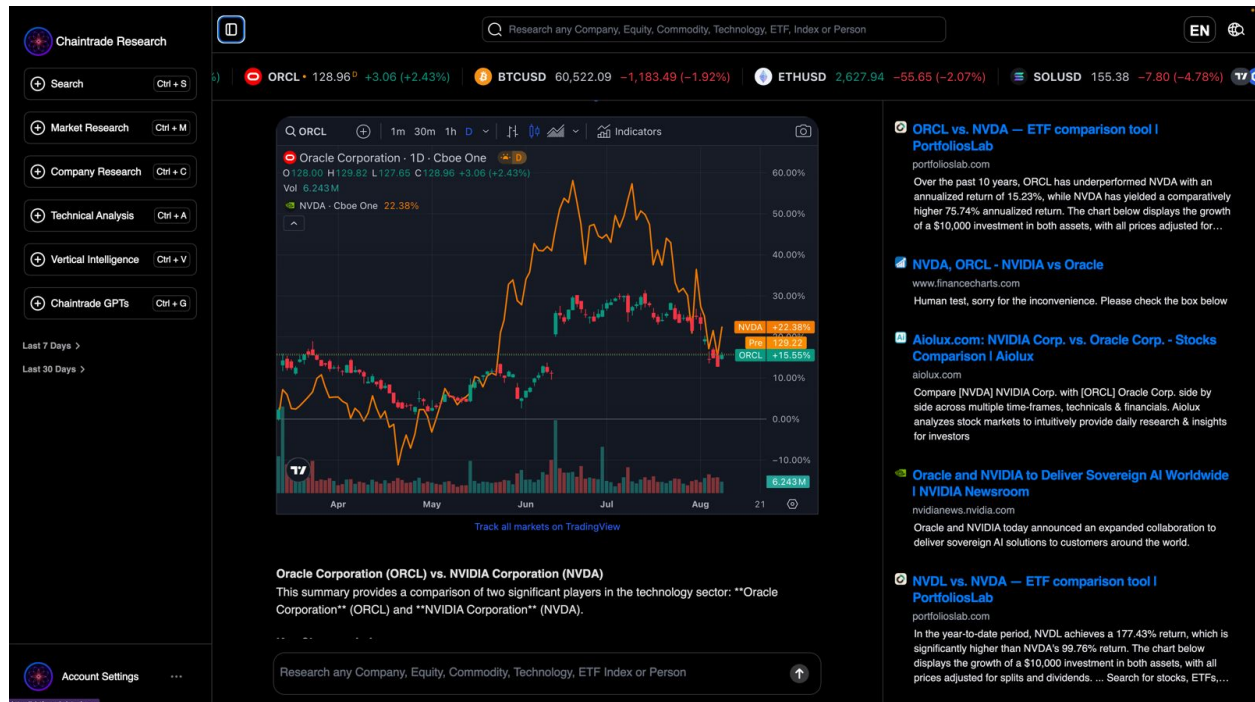 Chaintrade Research
Search Ctrl + S
Market Research Ctrl + M
Company Research Ctrl + C
Technical Analysis Ctrl + A
Vertical Intelligence Ctrl + V
Chaintrade GPTs Ctrl + G
Last 7 Days
Last 30 Days
Account Settings
Research any Company, Equity, Commodity, Technology, ETF, Index or Person
EN
%) ORCL 128.96 D +3.06 (+2.43%) BTCUSD 60,522.09 −1,183.49 (−1.92%) ETHUSD 2,627.94 −55.65 (−2.07%) SOLUSD 155.38 −7.80 (−4.78%)
ORCL 1m 30m 1h D Indicators
Oracle Corporation · 1D · Cboe One D
O128.00 H129.82 L127.65 C128.96 +3.06 (+2.43%)
Vol 6.243M
NVDA · Cboe One 22.38%
60.00%
50.00%
40.00%
30.00%
NVDA +22.38%
Pre 129.22
ORCL +15.55%
10.00%
0.00%
−10.00%
6.243M
Apr May Jun Jul Aug 21
Track all markets on TradingView
Oracle Corporation (ORCL) vs. NVIDIA Corporation (NVDA)
This summary provides a comparison of two significant players in the technology sector: **Oracle
Corporation** (ORCL) and **NVIDIA Corporation** (NVDA).
Research any Company, Equity, Commodity, Technology, ETF Index or Person
ORCL vs. NVDA — ETF comparison tool |
PortfoliosLab
portfolioslab.com
Over the past 10 years, ORCL has underperformed NVDA with an
annualized return of 15.23%, while NVDA has yielded a comparatively
higher 75.74% annualized return. The chart below displays the growth
of a $10,000 investment in both assets, with all prices adjusted for...
NVDA, ORCL - NVIDIA vs Oracle
www.financecharts.com
Human test, sorry for the inconvenience. Please check the box below
Ai
Aiolux.com: NVIDIA Corp. vs. Oracle Corp. - Stocks
Comparison | Aiolux
aiolux.com
Compare [NVDA] NVIDIA Corp. with [ORCL] Oracle Corp. side by
side across multiple time-frames, technicals & financials. Aiolux
analyzes stock markets to intuitively provide daily research & insights
for investors
Oracle and NVIDIA to Deliver Sovereign AI Worldwide
| NVIDIA Newsroom
nvidianews.nvidia.com
Oracle and NVIDIA today announced an expanded collaboration to
deliver sovereign AI solutions to customers around the world.
NVDL vs. NVDA — ETF comparison tool |
PortfoliosLab
portfolioslab.com
In the year-to-date period, NVDL achieves a 177.43% return, which is
significantly higher than NVDA's 99.76% return. The chart below
displays the growth of a $10,000 investment in both assets, with all
prices adjusted for splits and dividends. ... Search for stocks, ETFs,...